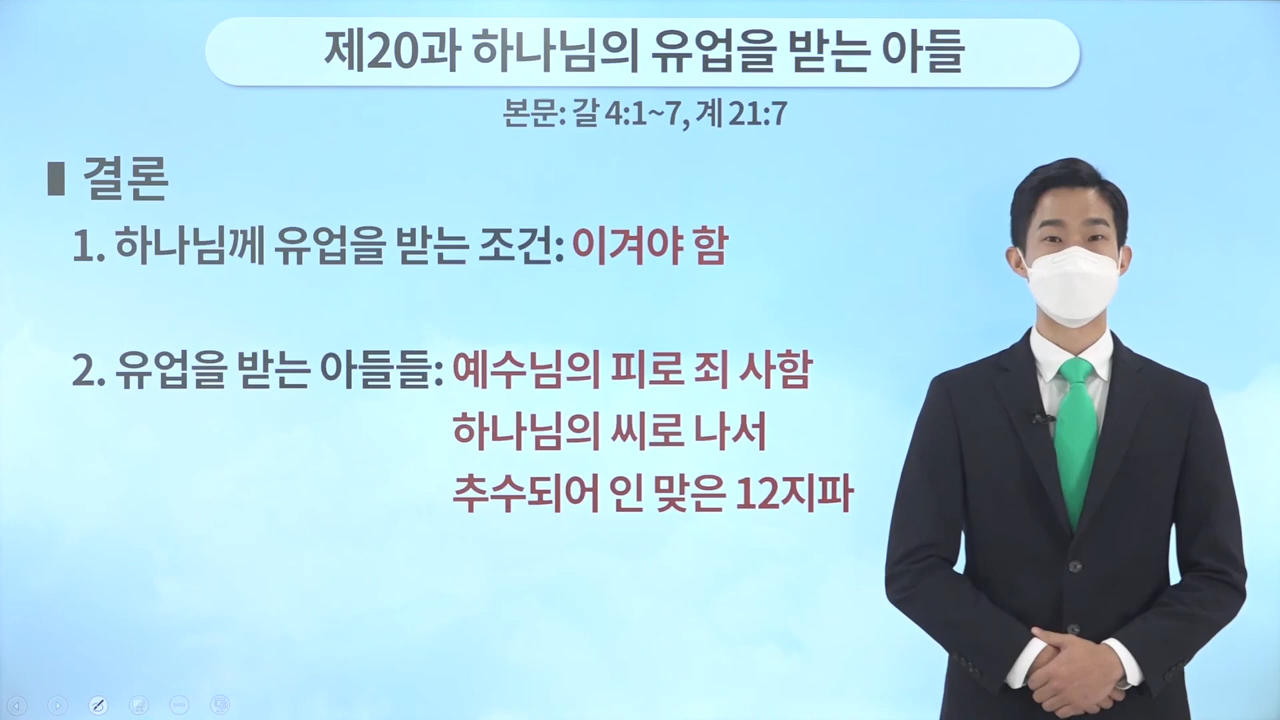 제20과 하나님의 유업을 받는 아들
본문: 갈 4:1~7, 계 21:7
결론
1. 하나님께 유업을 받는 조건: 이겨야 함
2. 유업을 받는 아들들: 예수님의 피로 죄 사함
하나님의 씨로 나서
추수되어 인 맞은 12지파